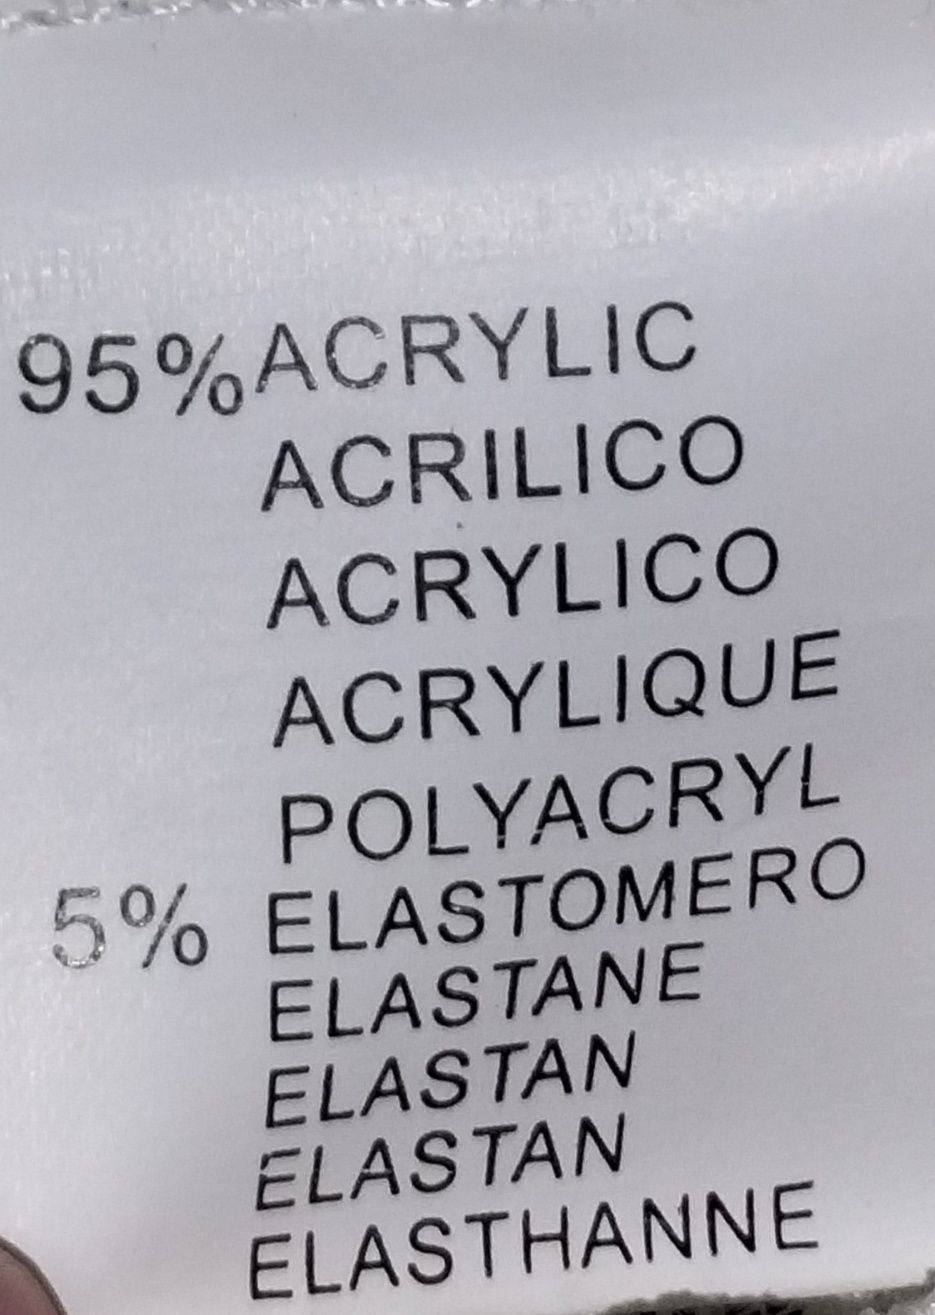 95% ACRYLIC
ACRILICO
ACRYLICO
ACRYLIQUE
POLYACRYL
5% ELASTOMERO
ELASTANE
ELASTAN
ELASTAN
ELASTHANNE